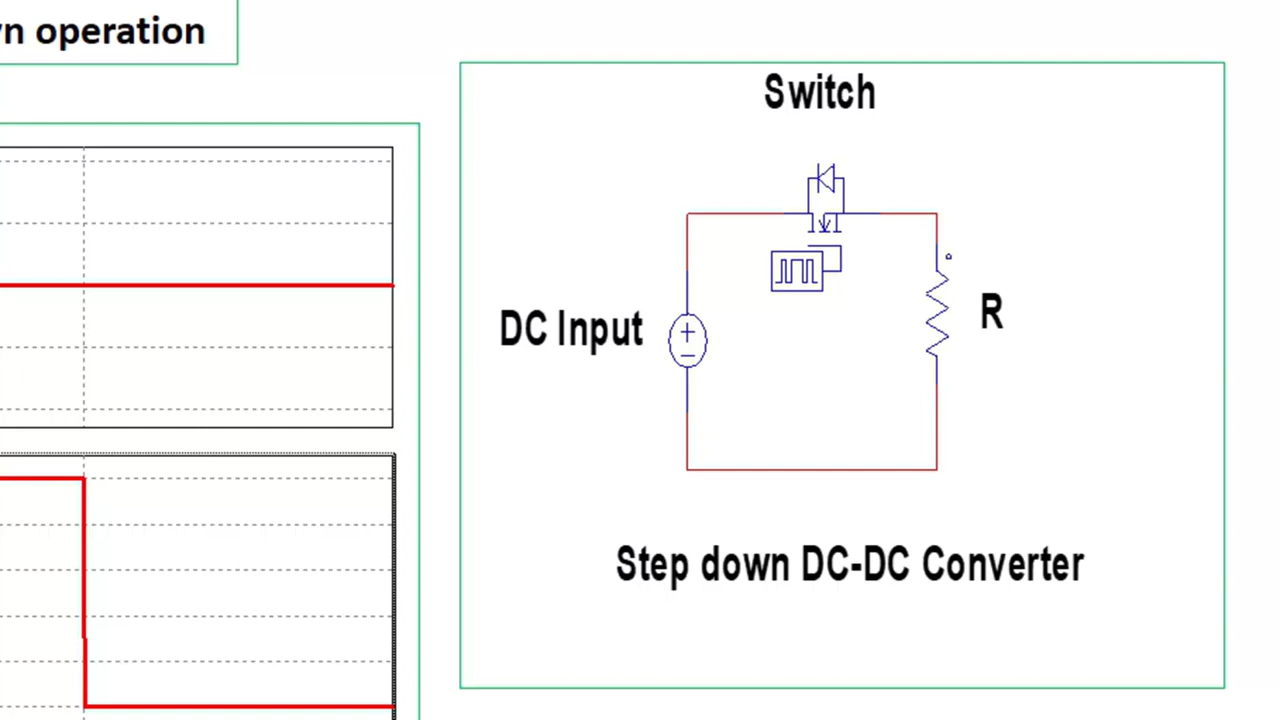 n operation
Switch
DC Input
R
Step down DC-DC Converter